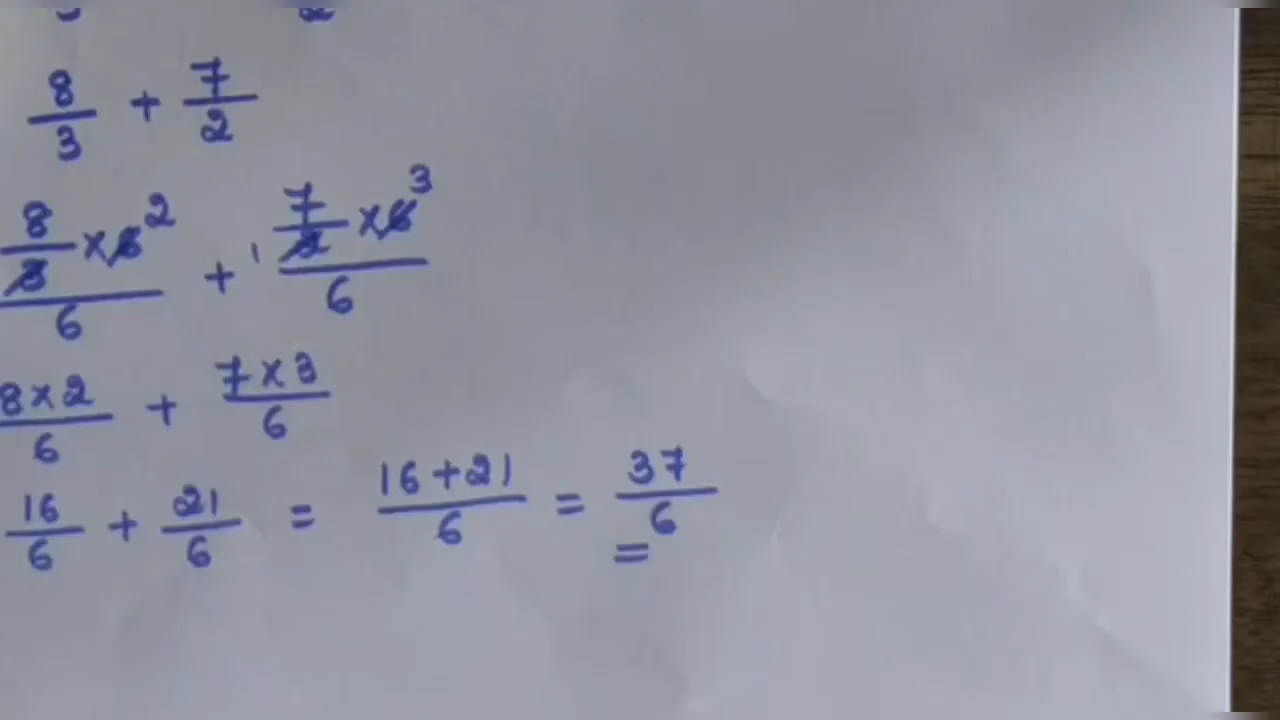 8/3 + 7/2
(8/3 × 6 2)/6 + (1 7/2 × 6 3)/6
(8 × 2)/6 + (7 × 3)/6
16/6 + 21/6 = (16 + 21)/6 = 37/6
=